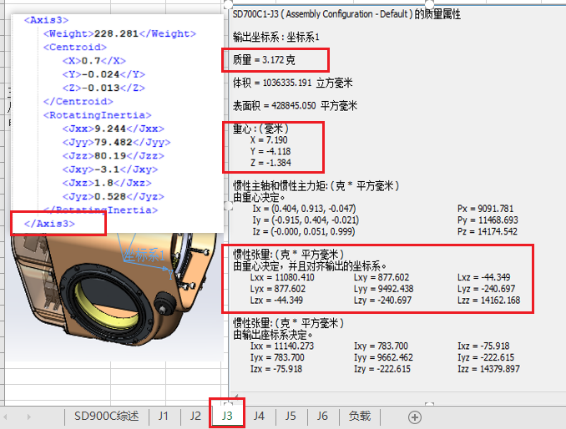 <Axis3>
<Weight>228.281</Weight>
<Centroid>
<X>0.7</X>
<Y>-0.024</Y>
<Z>-0.013</Z>
</Centroid>
<RotatingInertia>
<Jxx>9.244</Jxx>
<Jyy>79.482</Jyy>
<Jzz>80.19</Jzz>
<Jxy>-3.1</Jxy>
<Jxz>1.8</Jxz>
<Jyz>0.528</Jyz>
</RotatingInertia>
</Axis3>
坐标系1
SD700C1-J3 ( Assembly Configuration - Default ) 的质量属性
输出坐标系 : 坐标系1
质量 = 3.172 克
体积 = 1036335.191 立方毫米
表面积 = 428845.050 平方毫米
重心 : ( 毫米 )
X = 7.190
Y = -4.118
Z = -1.384
惯性主轴和惯性主力矩: ( 克 * 平方毫米 )
由重心决定。
Ix = (0.404, 0.913, -0.047) Px = 9091.781
Iy = (-0.915, 0.404, -0.021) Py = 11468.693
Iz = (-0.000, 0.051, 0.999) Pz = 14174.542
惯性张量: ( 克 * 平方毫米 )
由重心决定，并且对齐输出的坐标系。
Lxx = 11080.410 Lxy = 877.602 Lxz = -44.349
Lyx = 877.602 Lyy = 9492.438 Lyz = -240.697
Lzx = -44.349 Lzy = -240.697 Lzz = 14162.168
惯性张量: ( 克 * 平方毫米 )
由输出座标系决定。
Ixx = 11140.273 Ixy = 783.700 Ixz = -75.918
Iyx = 783.700 Iyy = 9662.462 Iyz = -222.615
Izx = -75.918 Izy = -222.615 Izz = 14379.897
SD900C综述 J1 J2 J3 J4 J5 J6 负载